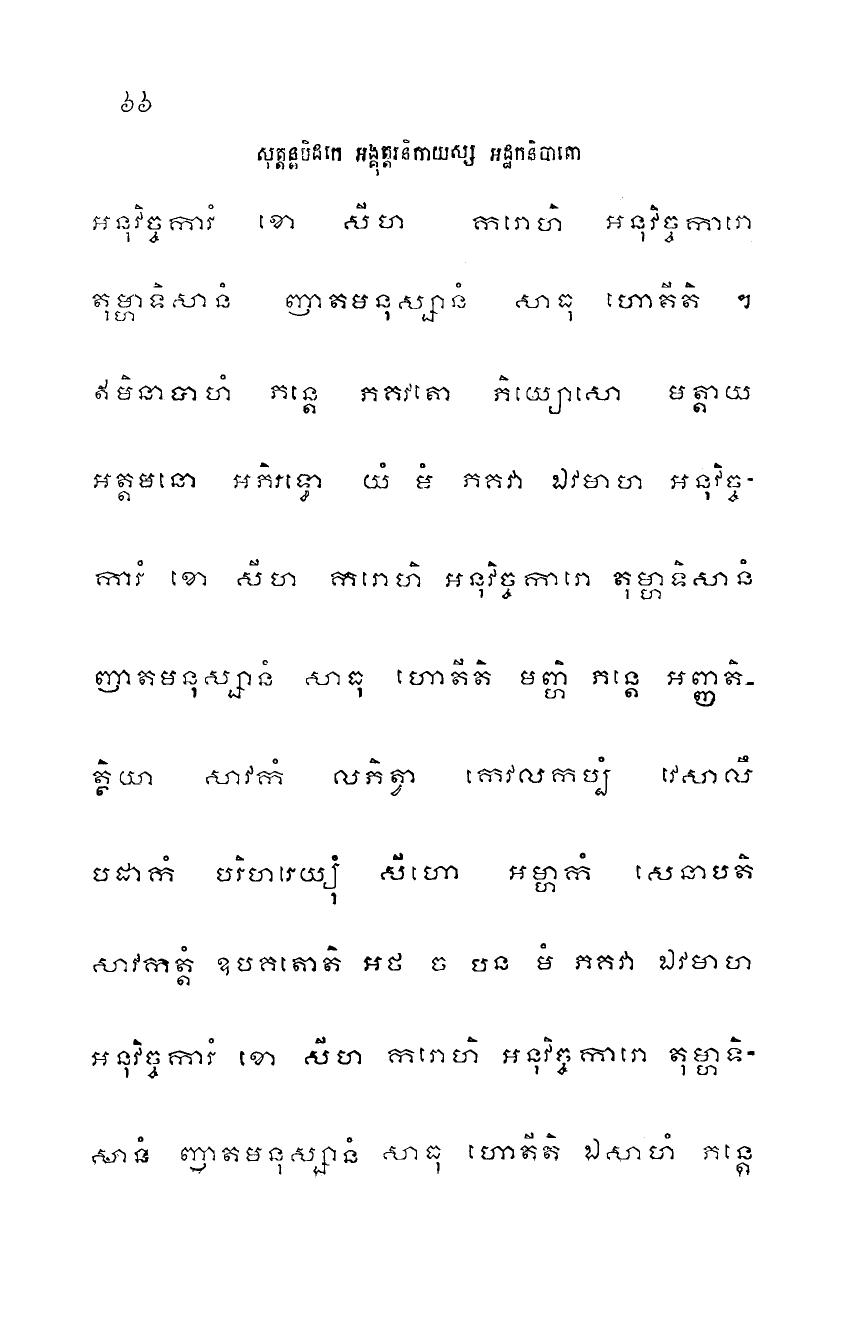 ៦៦
សុត្តន្តបិដកេ អង្គុត្តរនិកាយស្ស អដ្ឋកនិបាតោ
អនុវិច្ចការំ ខោ សីហ ករោហិ អនុវិច្ចការោ
តុម្ហាទិសានំ ញាតមនុស្សានំ សាធុ ហោតីតិ ។
ឥមិនាទាហំ ភន្តេ ភគវតោ ភិយ្យោសោ មត្តាយ
អត្តមនោ អភិរទ្ធោ យំ មំ ភគវា ឯវមាហ អនុវិច្ច-
ការំ ខោ សីហ ករោហិ អនុវិច្ចការោ តុម្ហាទិសានំ
ញាតមនុស្សានំ សាធុ ហោតីតិ មញ្ហិ ភន្តេ អញ្ញតិ-
ត្ថិយា សាវកំ លភិត្វា កេវលកប្បំ វេសាលឹ
បដាកំ បរិហរេយ្យុំ សីហោ អម្ហាកំ សេនាបតិ
សាវកត្តំ ឧបគតោតិ អថ ច បន មំ ភគវា ឯវមាហ
អនុវិច្ចការំ ខោ សីហ ករោហិ អនុវិច្ចការោ តុម្ហាទិ-
សានំ ញាតមនុស្សានំ សាធុ ហោតីតិ ឯសាហំ ភន្តេ